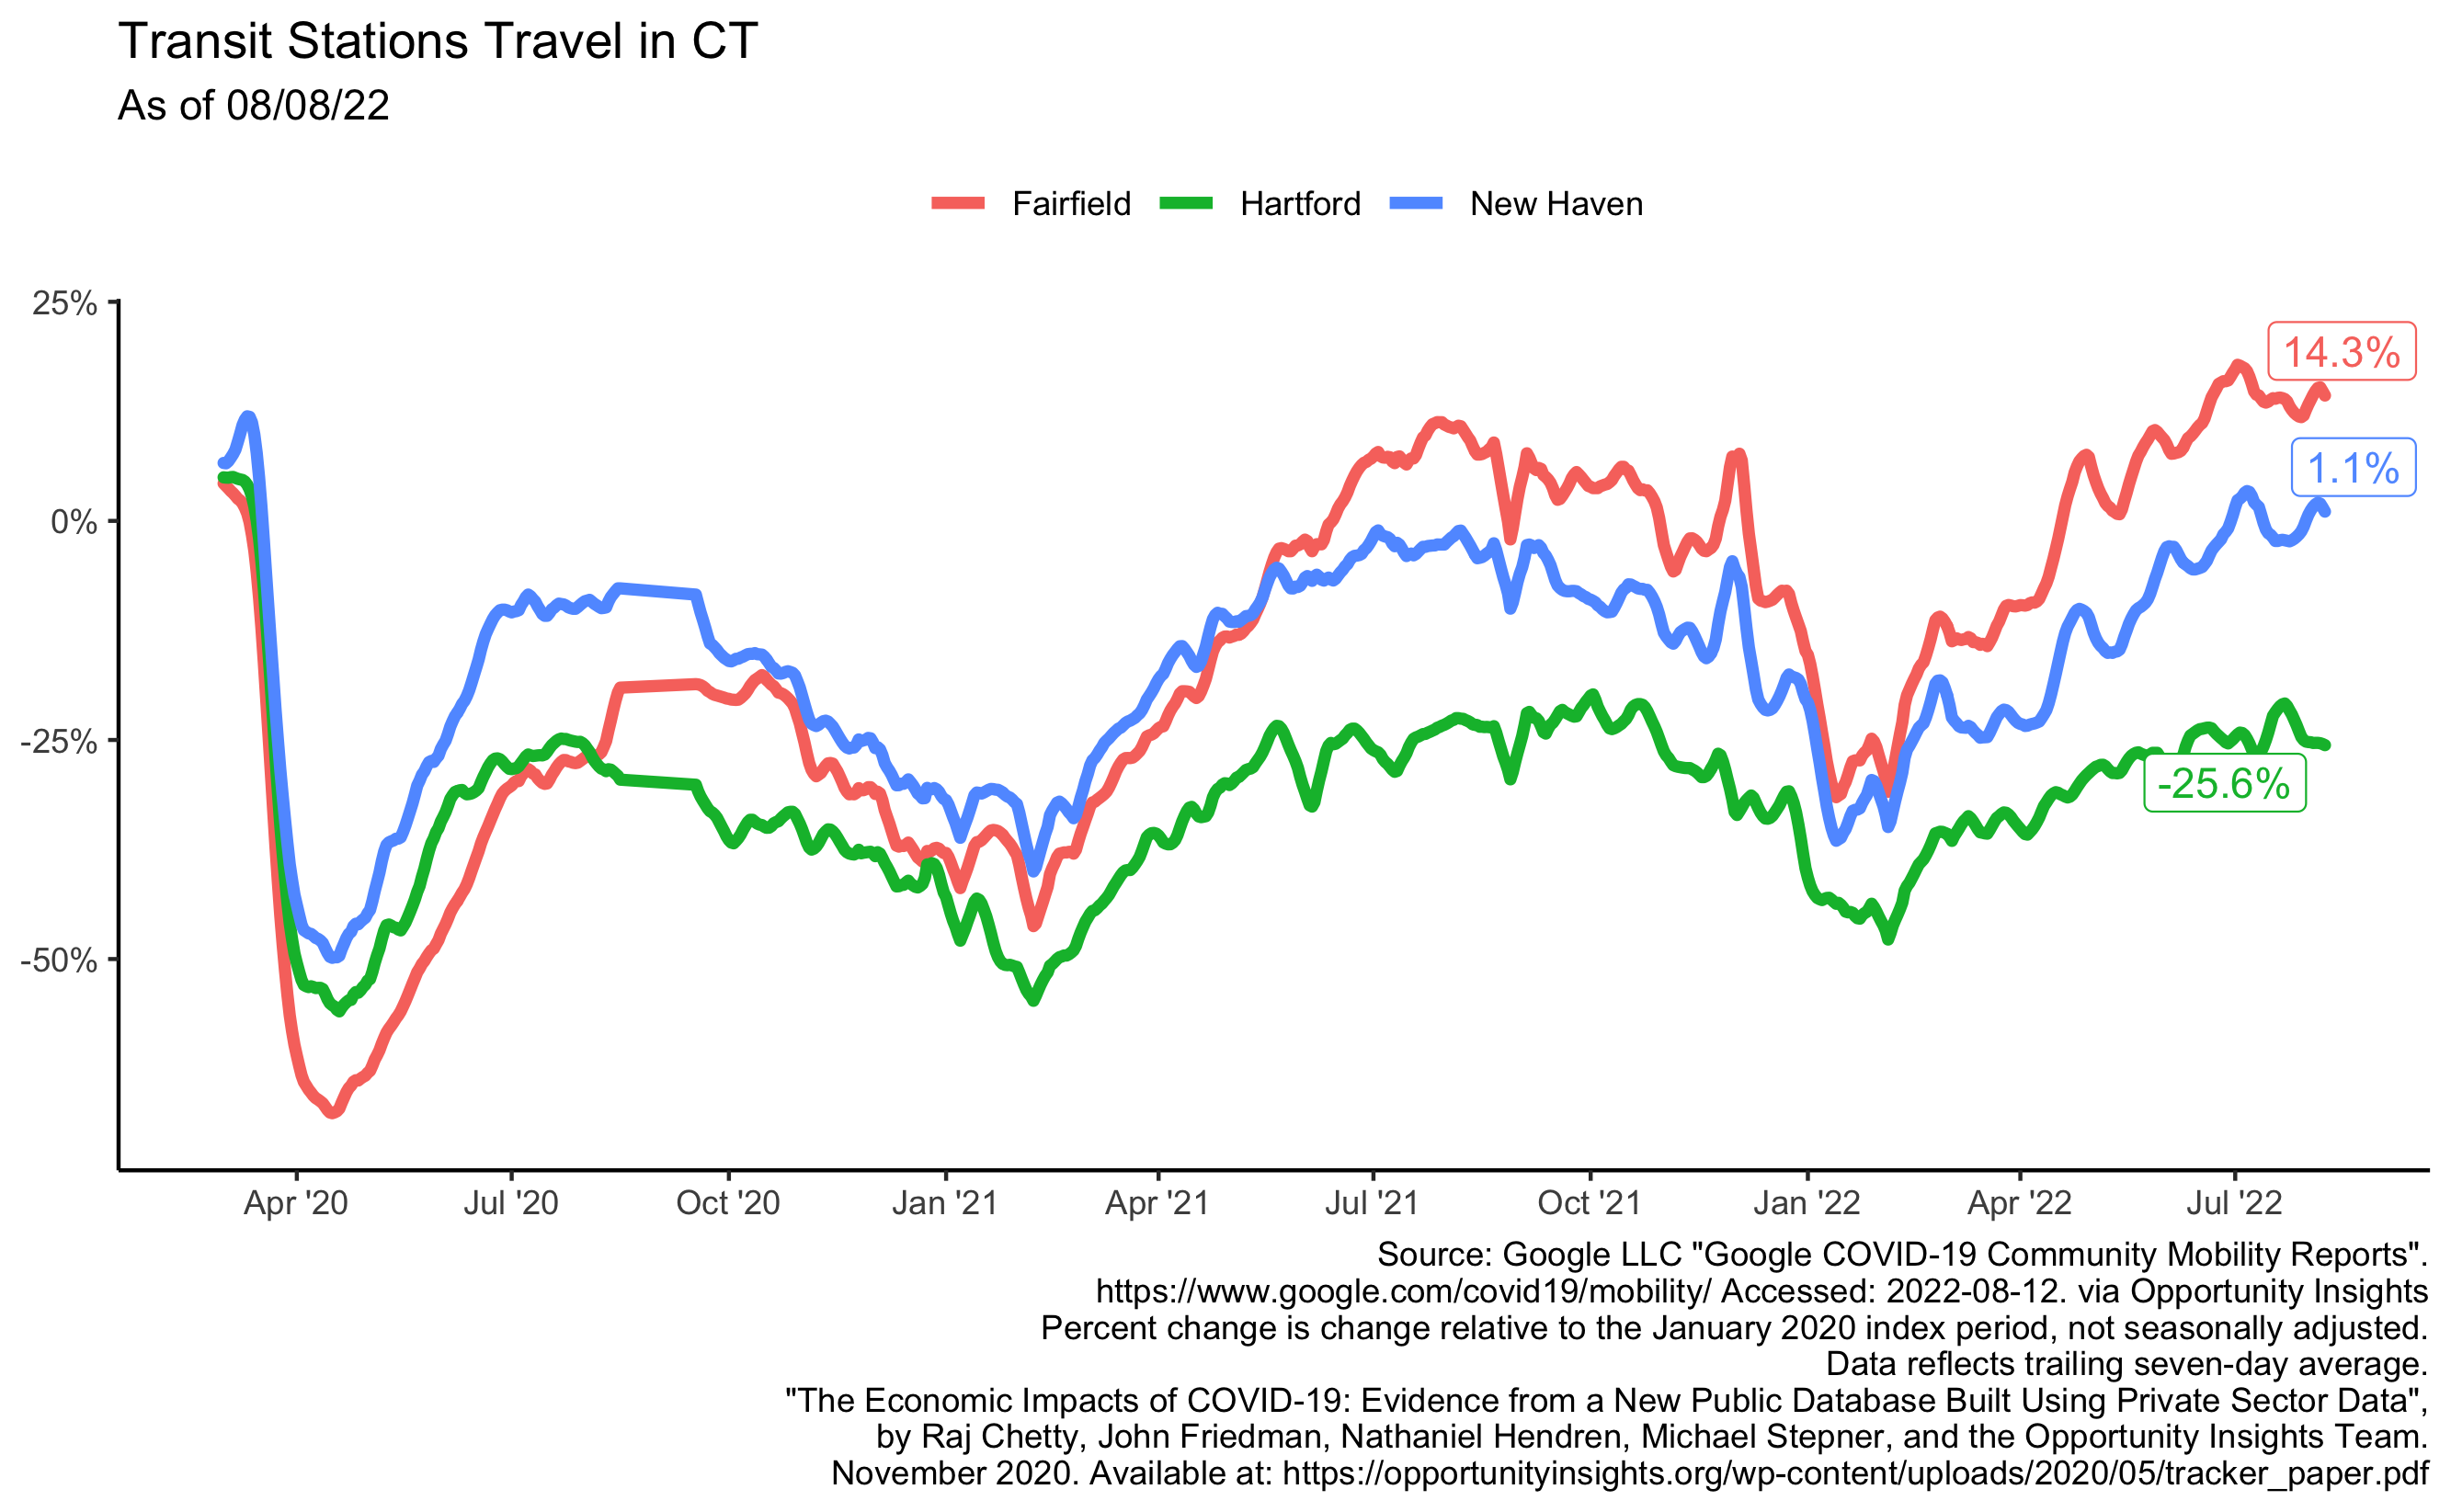 Transit Stations Travel in CT
As of 08/08/22
Fairfield Hartford New Haven
25%
0%
-25%
-50%
14.3%
1.1%
-25.6%
Apr '20 Jul '20 Oct '20 Jan '21 Apr '21 Jul '21 Oct '21 Jan '22 Apr '22 Jul '22
Source: Google LLC "Google COVID-19 Community Mobility Reports".
https://www.google.com/covid19/mobility/ Accessed: 2022-08-12. via Opportunity Insights
Percent change is change relative to the January 2020 index period, not seasonally adjusted.
Data reflects trailing seven-day average.
"The Economic Impacts of COVID-19: Evidence from a New Public Database Built Using Private Sector Data",
by Raj Chetty, John Friedman, Nathaniel Hendren, Michael Stepner, and the Opportunity Insights Team.
November 2020. Available at: https://opportunityinsights.org/wp-content/uploads/2020/05/tracker_paper.pdf